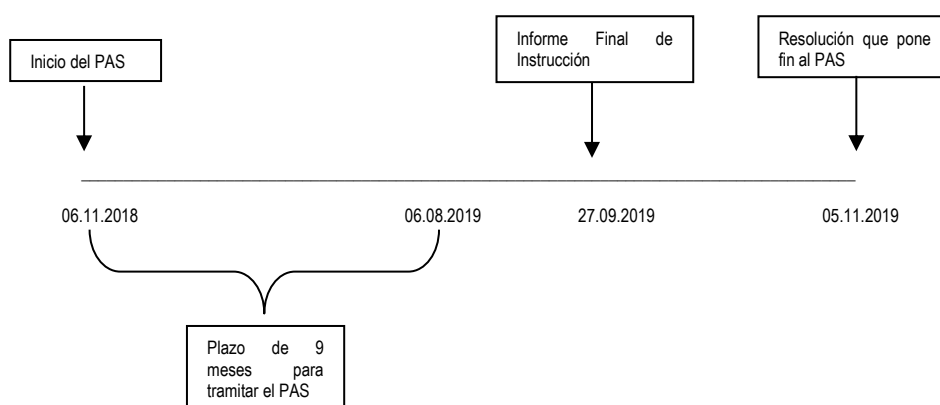 Inicio del PAS
Informe Final de
Instrucción
Resolución que pone
fin al PAS
06.11.2018
06.08.2019
27.09.2019
05.11.2019
Plazo de 9
meses para
tramitar el PAS